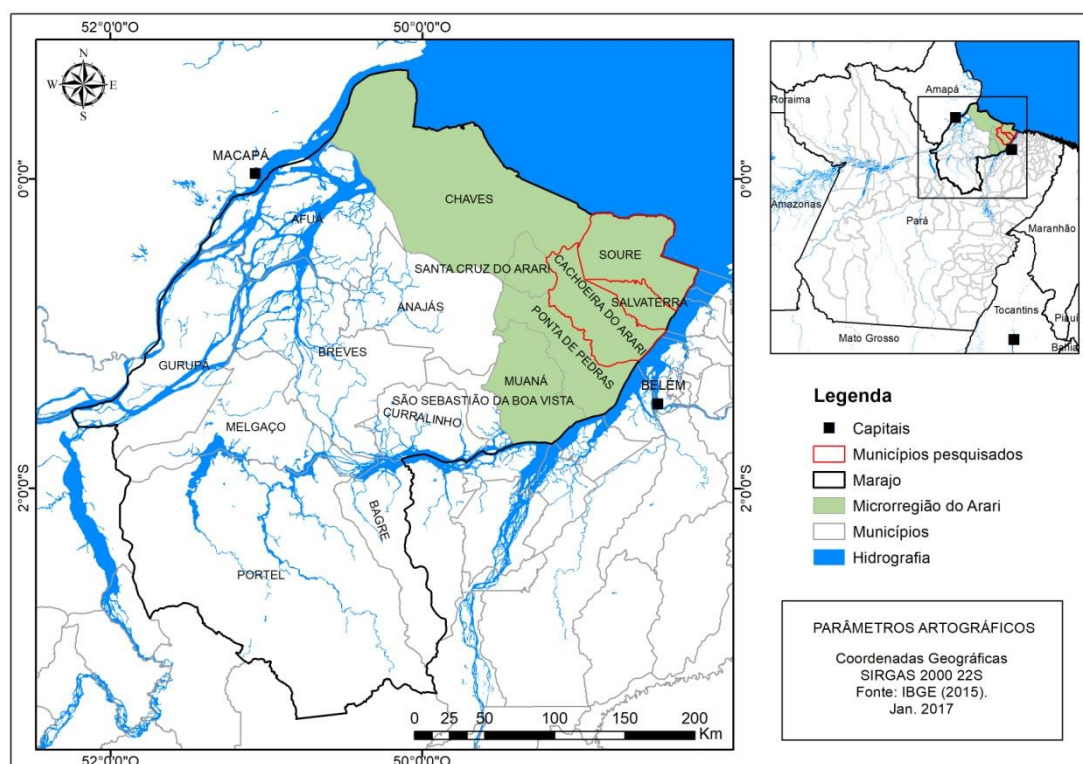 52°0'0"O
50°0'0"O
N
W
E
S
MACAPÁ
0°0'0"
0°0'0"
CHAVES
AFUÁ
SOURE
SANTA CRUZ DO ARARI
CACHOEIRA DO ARARI
SALVATERRA
ANAJÁS
PONTA DE PEDRAS
BREVES
GURUPÁ
MUANÁ
BELÉM
SÃO SEBASTIÃO DA BOA VISTA
CURRALINHO
MELGAÇO
2°0'0"S
2°0'0"S
BAGRE
PORTEL
0 25 50 100 150 200
Km
52°0'0"O
50°0'0"O
Amapá
Roraima
Amazonas
Pará
Maranhão
Tocantins
Piauí
Mato Grosso
Bahia
Legenda
Capitais
Municípios pesquisados
Marajo
Microrregião do Arari
Municípios
Hidrografia
PARÂMETROS ARTOGRÁFICOS
Coordenadas Geográficas
SIRGAS 2000 22S
Fonte: IBGE (2015).
Jan. 2017